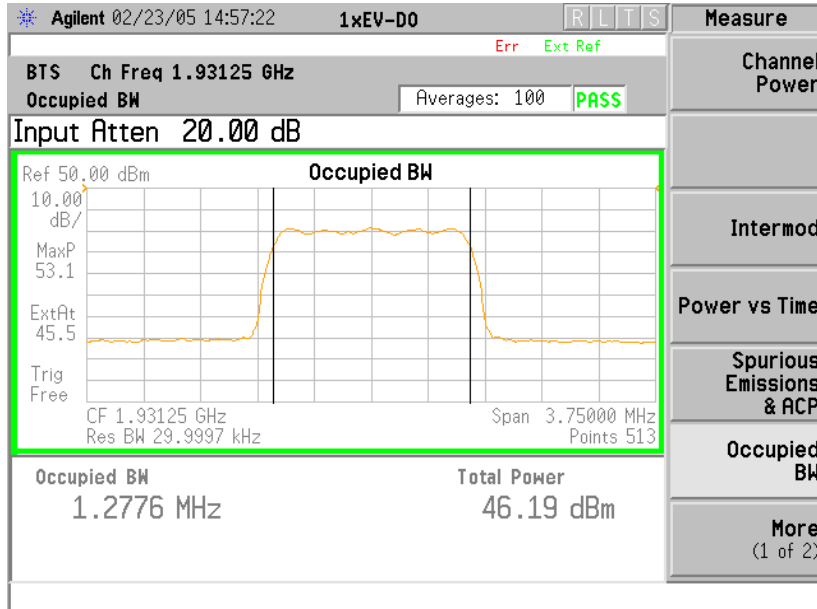 Agilent 02/23/05 14:57:22 1xEV-DO R L T S Measure
Err Ext Ref
BTS Ch Freq 1.93125 GHz
Occupied BW Averages: 100 PASS
Input Atten 20.00 dB
Ref 50.00 dBm Occupied BW
10.00
dB/
MaxP
53.1
ExtAt
45.5
Trig
Free
CF 1.93125 GHz Span 3.75000 MHz
Res BW 29.9997 kHz Points 513
Occupied BW Total Power
1.2776 MHz 46.19 dBm
Channel
Power
Intermod
Power vs Time
Spurious
Emissions
& ACP
Occupied
BW
More
(1 of 2)